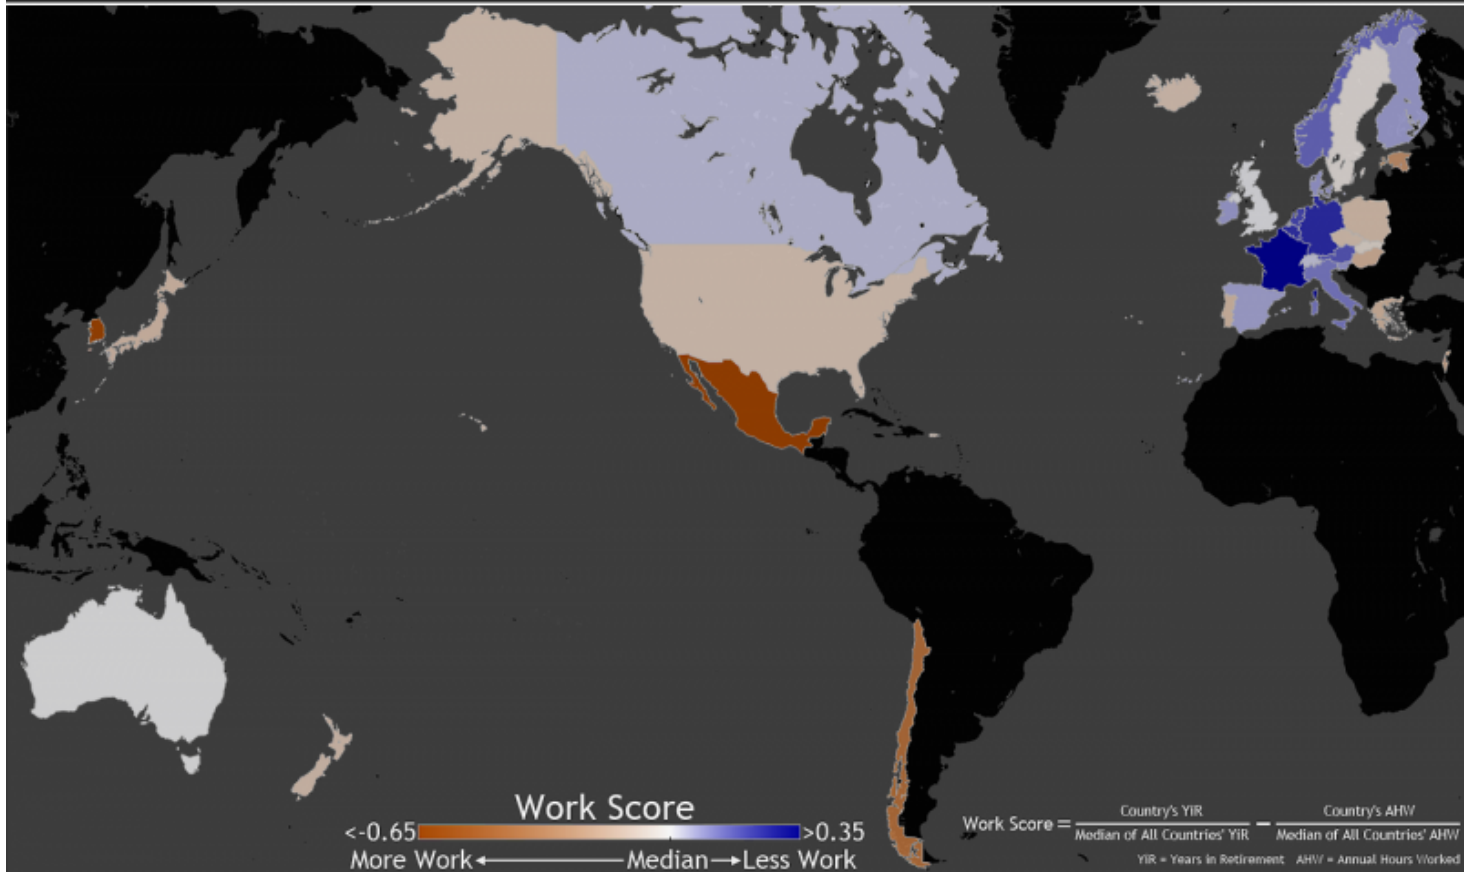 Work Score
<-0.65 >0.35
More Work Median Less Work
Work Score = Country's YiR / Median of All Countries' YiR – Country's AHW / Median of All Countries' AHW
YiR = Years in Retirement AHW = Annual Hours Worked